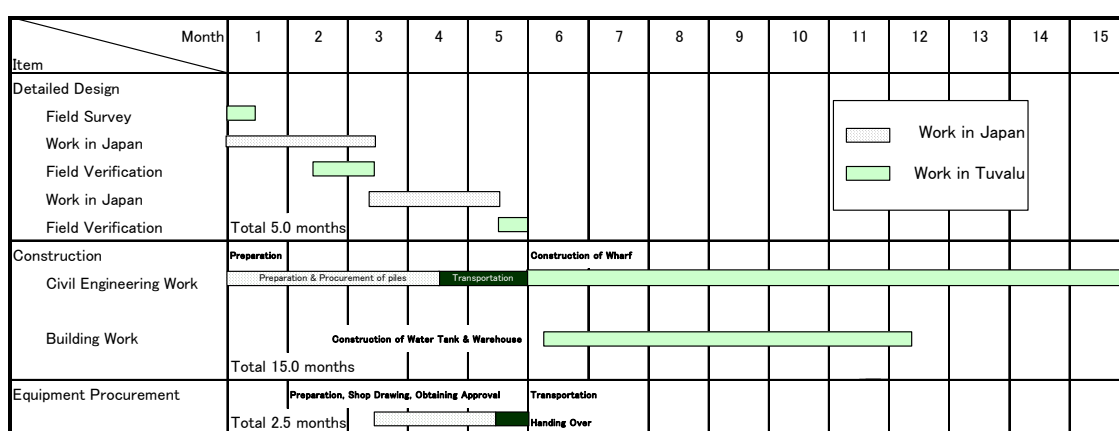 Month 1 2 3 4 5 6 7 8 9 10 11 12 13 14 15
Item
Detailed Design
Field Survey
Work in Japan
Work in Japan
Field Verification
Work in Tuvalu
Work in Japan
Field Verification Total 5.0 months
Construction Preparation Construction of Wharf
Civil Engineering Work Preparation & Procurement of piles Transportation
Building Work Construction of Water Tank & Warehouse
Total 15.0 months
Equipment Procurement Preparation, Shop Drawing, Obtaining Approval Transportation
Total 2.5 months Handing Over